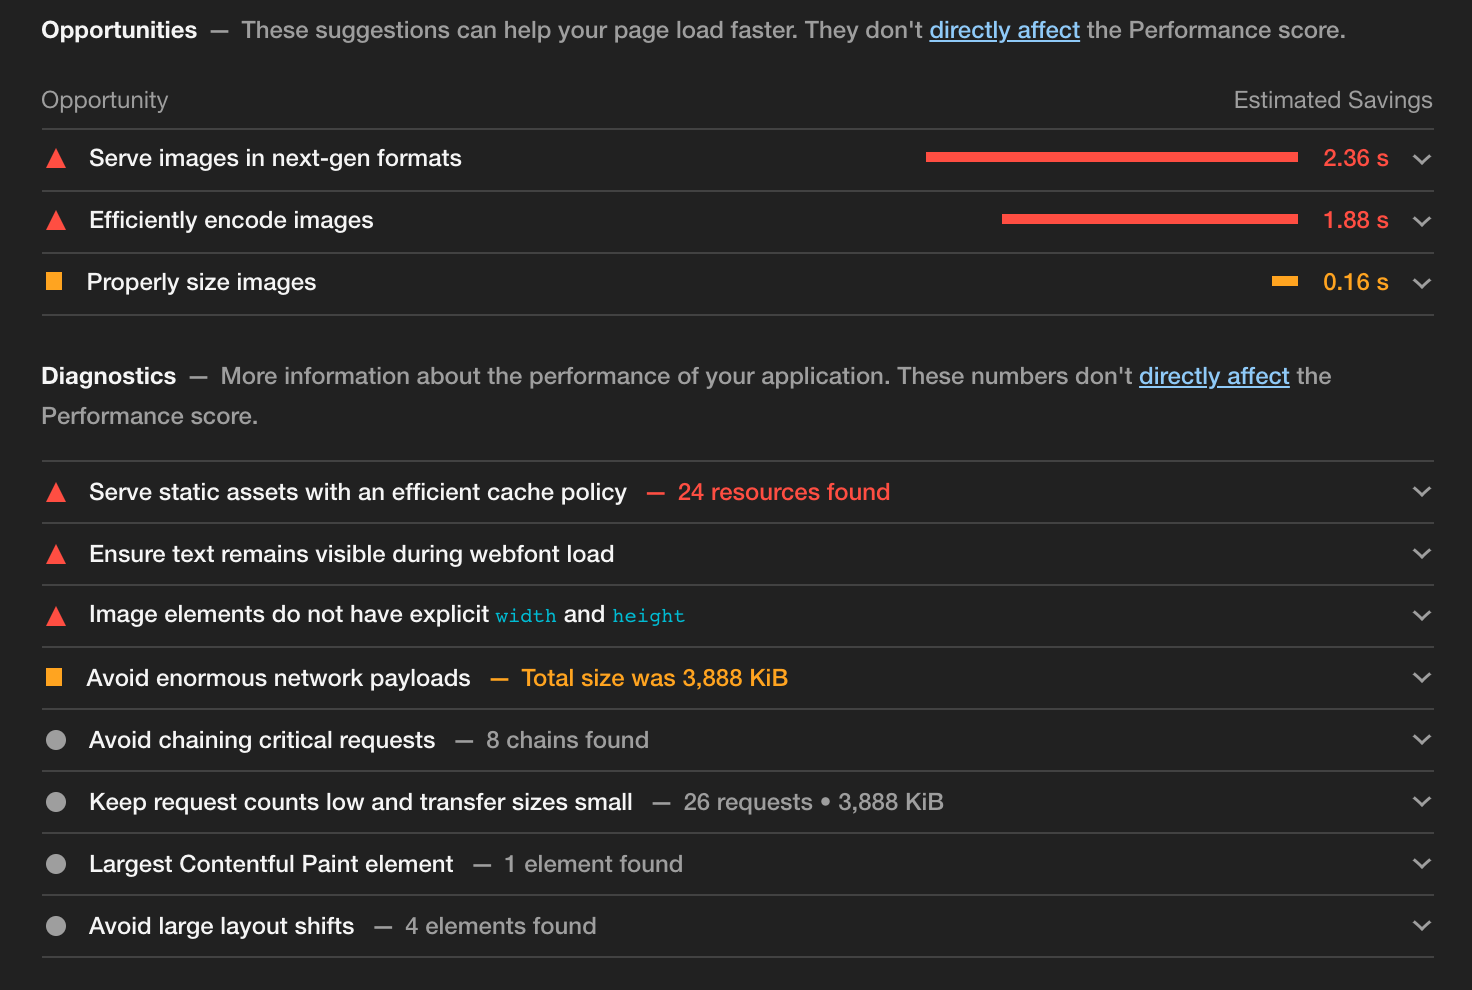 Opportunities — These suggestions can help your page load faster. They don't directly affect the Performance score.
Opportunity Estimated Savings
Serve images in next-gen formats 2.36 s
Efficiently encode images 1.88 s
Properly size images 0.16 s
Diagnostics — More information about the performance of your application. These numbers don't directly affect the
Performance score.
Serve static assets with an efficient cache policy — 24 resources found
Ensure text remains visible during webfont load
Image elements do not have explicit width and height
Avoid enormous network payloads — Total size was 3,888 KiB
Avoid chaining critical requests — 8 chains found
Keep request counts low and transfer sizes small — 26 requests • 3,888 KiB
Largest Contentful Paint element — 1 element found
Avoid large layout shifts — 4 elements found